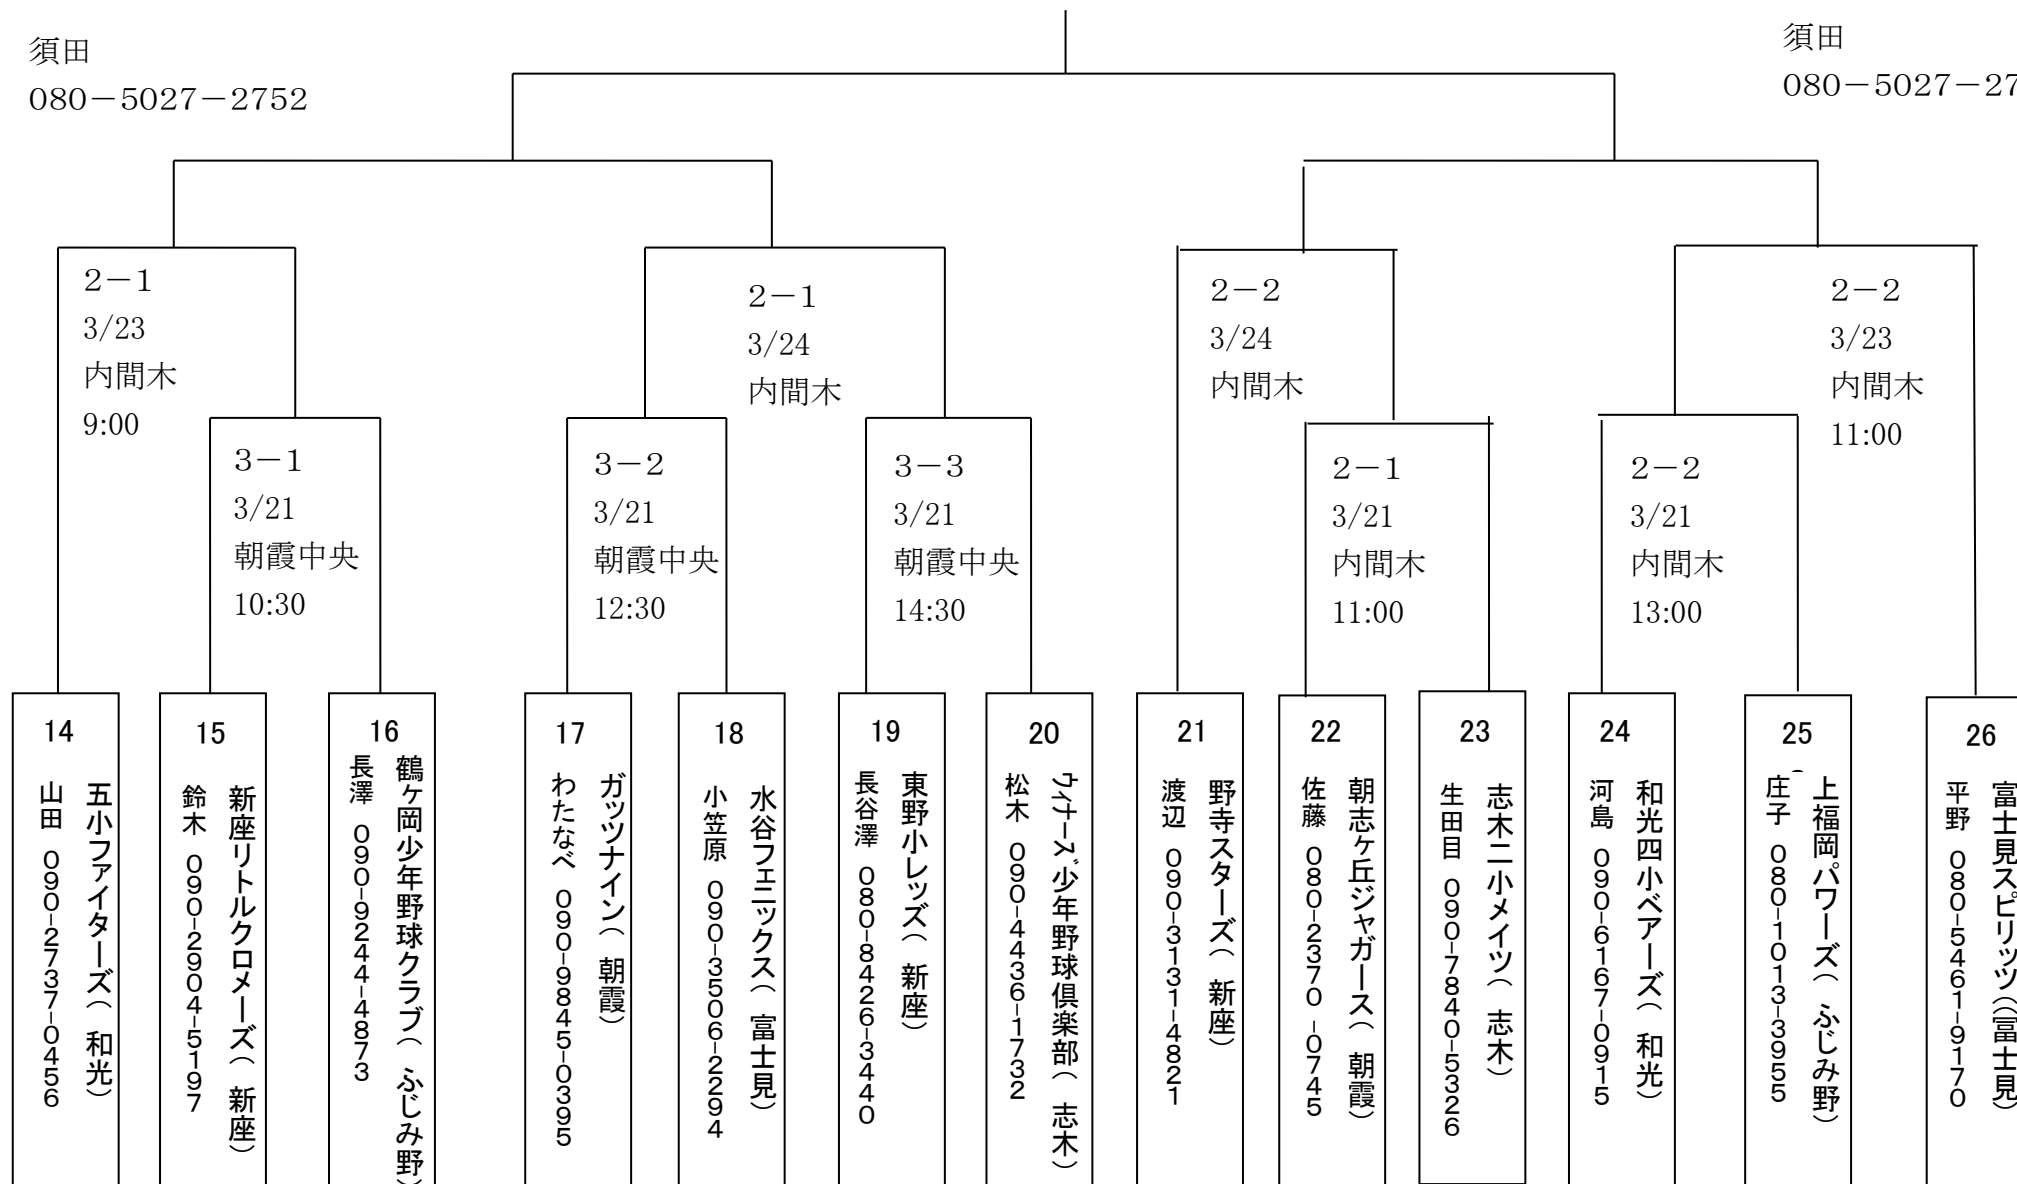 須田
080－5027－2752
須田
080－5027－27
2－1
3/23
内間木
9:00
2－1
3/24
内間木
2－2
3/24
内間木
2－2
3/23
内間木
11:00
3－1
3/21
朝霞中央
10:30
3－2
3/21
朝霞中央
12:30
3－3
3/21
朝霞中央
14:30
2－1
3/21
内間木
11:00
2－2
3/21
内間木
13:00
14
五小ファイターズ（ 和光）
山田 090-2737-0456
15
新座リトルクロメーズ（ 新座）
鈴木 090-2904-5197
16
鶴ヶ岡少年野球クラブ（ ふじみ野）
長澤 090-9244-4873
17
ガッツナイン（ 朝霞）
わたなべ 090-9845-0395
18
水谷フェニックス（ 富士見）
小笠原 090-3506-2294
19
東野小レッズ（ 新座）
長谷澤 080-8426-3440
20
ウィナーズ少年野球倶楽部（ 志木）
松木 090-4436-1732
21
野寺スターズ（ 新座）
渡辺 090-3131-4821
22
朝志ヶ丘ジャガース（ 朝霞）
佐藤 080-2370 -0745
23
志木二小メイツ（ 志木）
生田目 090-7840-5326
24
和光四小ベアーズ（ 和光）
河島 090-6167-0915
25
上福岡パワーズ（ ふじみ野）
庄子 080-1013-3955
26
富士見スピリッツ（富士見）
平野 080-5461-9170